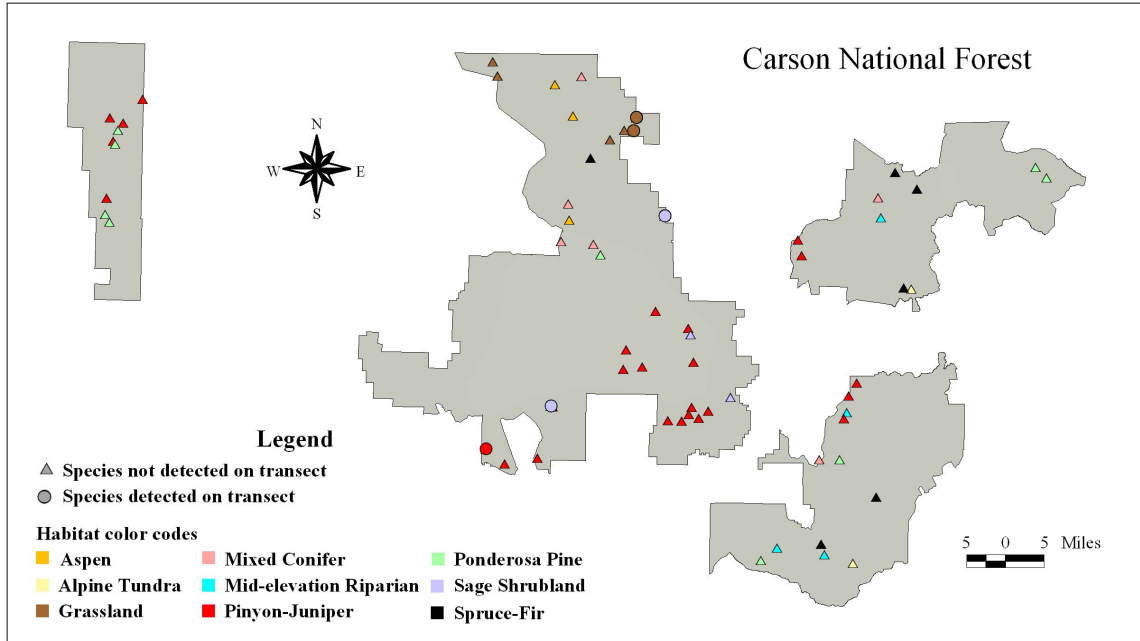 Carson National Forest
N
W E
S
Legend
Species not detected on transect
Species detected on transect
Habitat color codes
Aspen
Mixed Conifer
Ponderosa Pine
Alpine Tundra
Mid-elevation Riparian
Sage Shrubland
Grassland
Pinyon-Juniper
Spruce-Fir
5 0 5 Miles